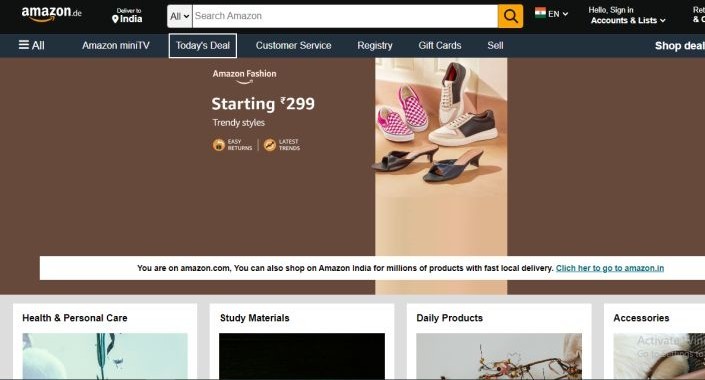 amazon.de
Deliver to
India
All
Search Amazon
EN
Hello, Sign in
Accounts & Lists
Ret
& C
All
Amazon miniTV
Today's Deal
Customer Service
Registry
Gift Cards
Sell
Shop deal
Amazon Fashion
Starting ₹299
Trendy styles
EASY
RETURNS
LATEST
TRENDS
You are on amazon.com, You can also shop on Amazon India for millions of products with fast local delivery. Clich her to go to amazon.in
Health & Personal Care
Study Materials
Daily Products
Accessories
Activate Win
Go to Settings to